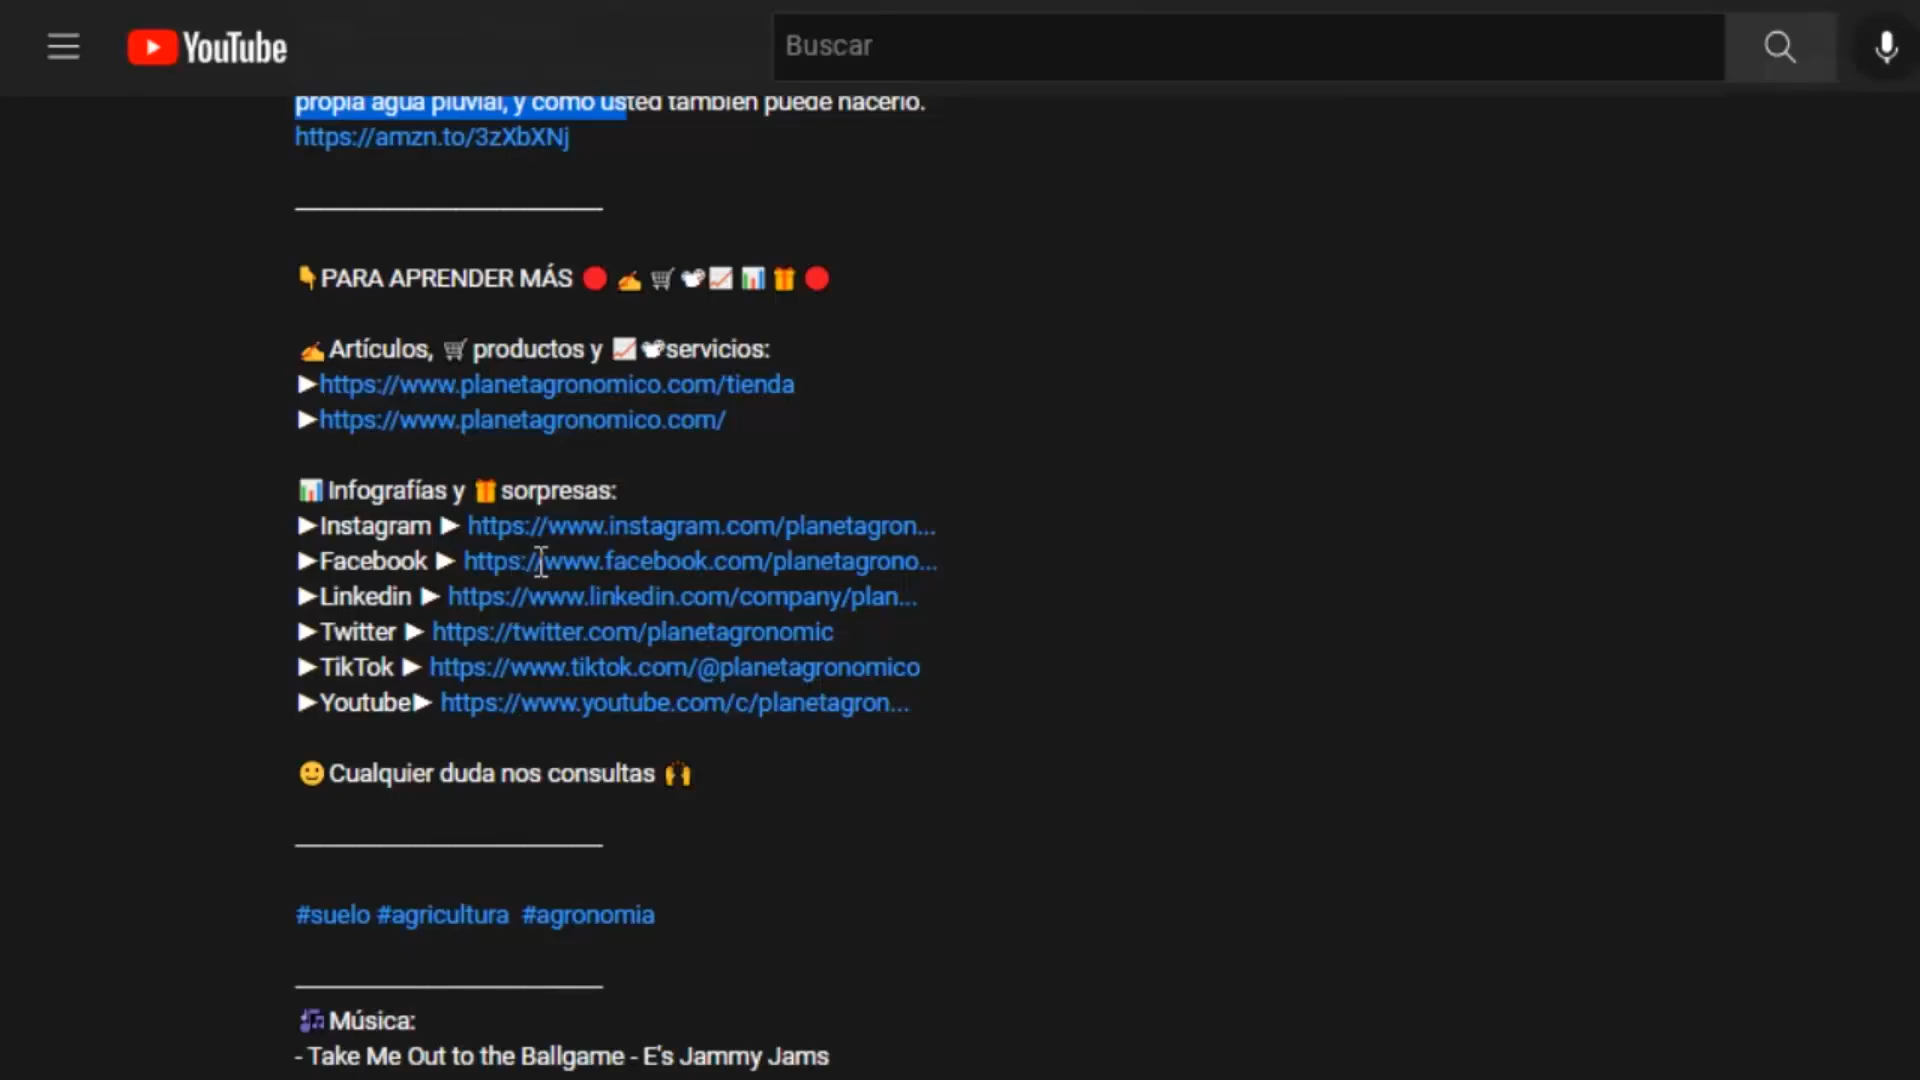 YouTube
Buscar
propia agua pluvial, y como usted también puede hacerlo.
https://amzn.to/3zXbXNj
PARA APRENDER MÁS
Artículos, productos y servicios:
https://www.planetagronomico.com/tienda
https://www.planetagronomico.com/
Infografías y sorpresas:
Instagram https://www.instagram.com/planetagron...
Facebook https://www.facebook.com/planetagrono...
Linkedin https://www.linkedin.com/company/plan...
Twitter https://twitter.com/planetagronomic
TikTok https://www.tiktok.com/@planetagronomico
Youtube https://www.youtube.com/c/planetagron...
Cualquier duda nos consultas
#suelo #agricultura #agronomia
Música:
- Take Me Out to the Ballgame - E's Jammy Jams